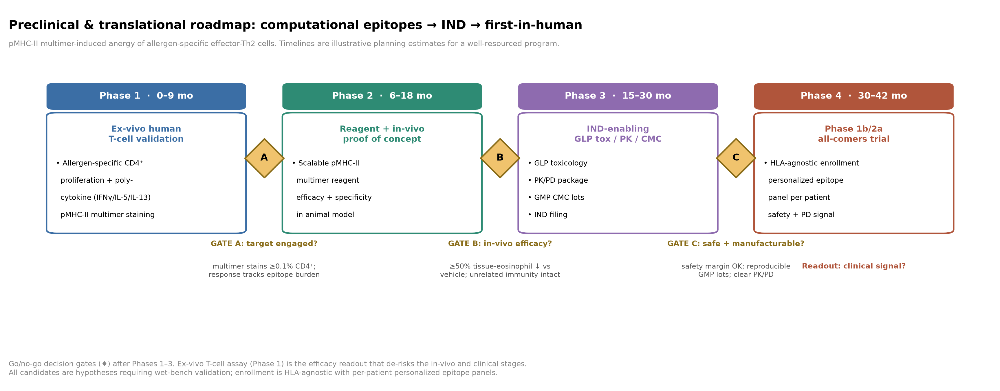 Preclinical & translational roadmap: computational epitopes → IND → first-in-human
pMHC-II multimer-induced anergy of allergen-specific effector-Th2 cells. Timelines are illustrative planning estimates for a well-resourced program.
Phase 1 · 0–9 mo
Ex-vivo human
T-cell validation
• Allergen-specific CD4⁺
proliferation + poly-
cytokine (IFNγ/IL-5/IL-13)
pMHC-II multimer staining
A
Phase 2 · 6–18 mo
Reagent + in-vivo
proof of concept
• Scalable pMHC-II
multimer reagent
efficacy + specificity
in animal model
B
Phase 3 · 15–30 mo
IND-enabling
GLP tox / PK / CMC
• GLP toxicology
• PK/PD package
• GMP CMC lots
• IND filing
C
Phase 4 · 30–42 mo
Phase 1b/2a
all-comers trial
• HLA-agnostic enrollment
personalized epitope
panel per patient
safety + PD signal
GATE A: target engaged?
multimer stains ≥0.1% CD4⁺;
response tracks epitope burden
GATE B: in-vivo efficacy?
≥50% tissue-eosinophil ↓ vs
vehicle; unrelated immunity intact
GATE C: safe + manufacturable?
safety margin OK; reproducible
GMP lots; clear PK/PD
Readout: clinical signal?
Go/no-go decision gates (♦) after Phases 1–3. Ex-vivo T-cell assay (Phase 1) is the efficacy readout that de-risks the in-vivo and clinical stages.
All candidates are hypotheses requiring wet-bench validation; enrollment is HLA-agnostic with per-patient personalized epitope panels.